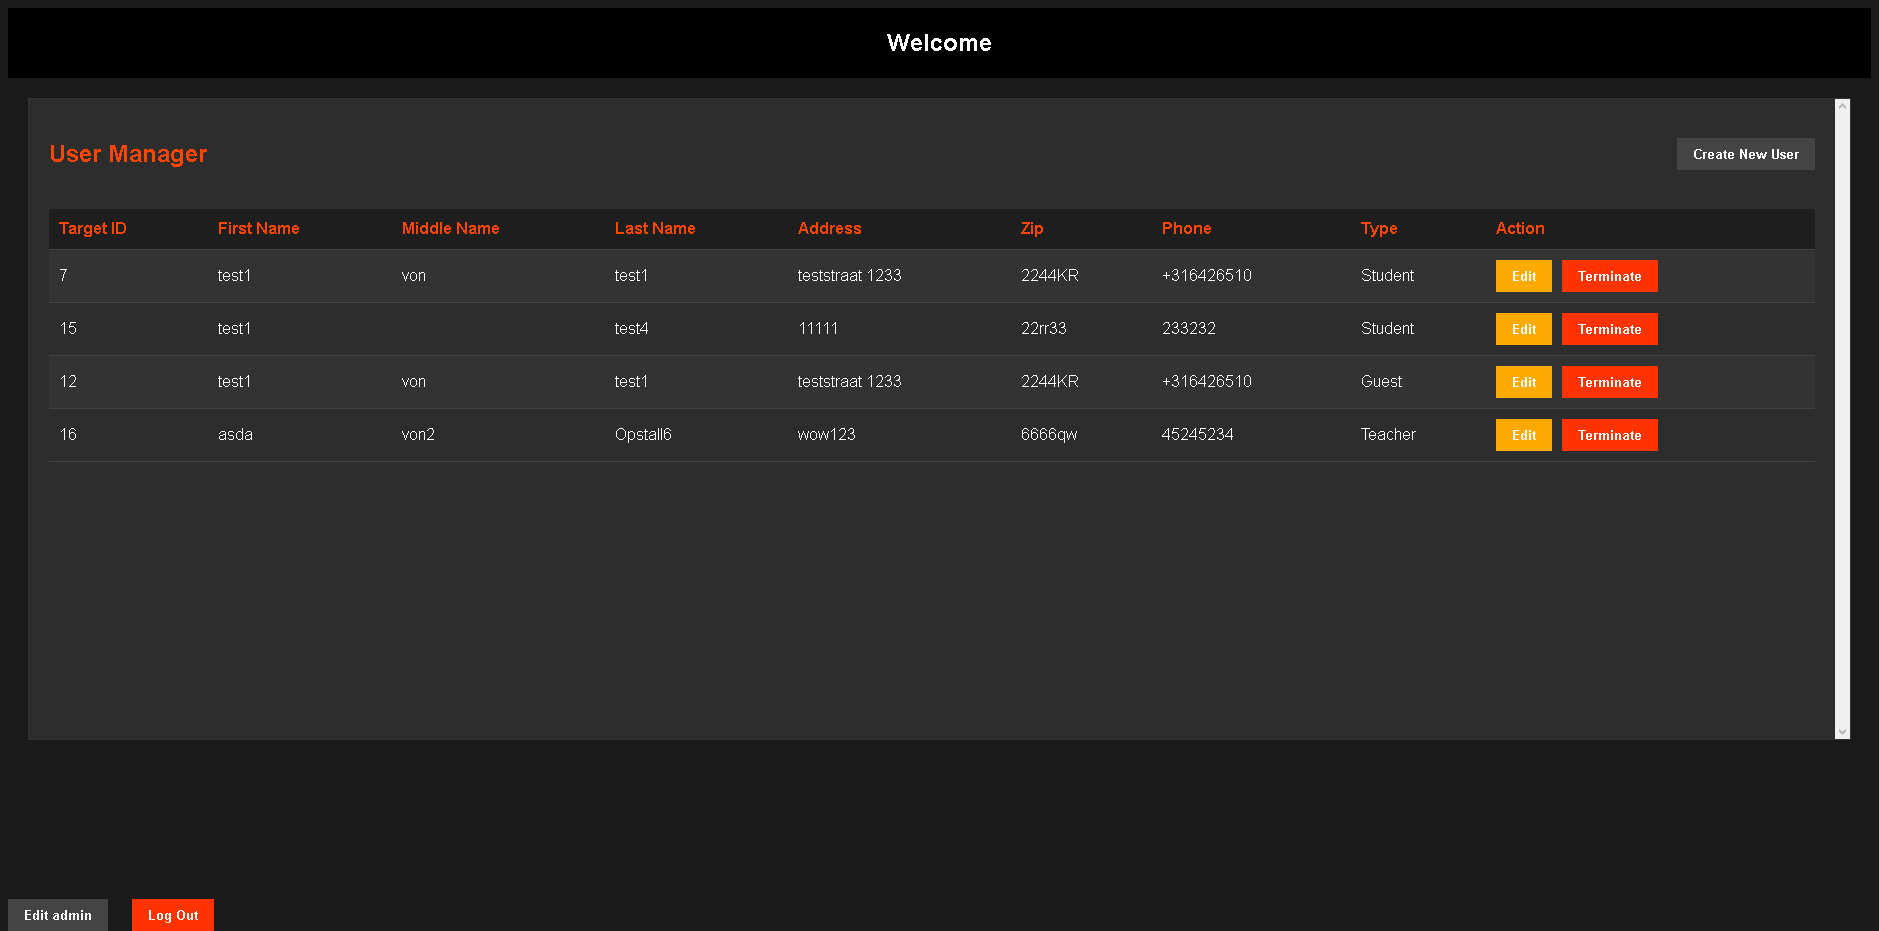 Welcome
User Manager
Create New User
Target ID First Name Middle Name Last Name Address Zip Phone Type Action
7 test1 von test1 teststraat 1233 2244KR +316426510 Student Edit Terminate
15 test1 test4 11111 22rr33 233232 Student Edit Terminate
12 test1 von test1 teststraat 1233 2244KR +316426510 Guest Edit Terminate
16 asda von2 Opstall6 wow123 6666qw 45245234 Teacher Edit Terminate
Edit admin Log Out